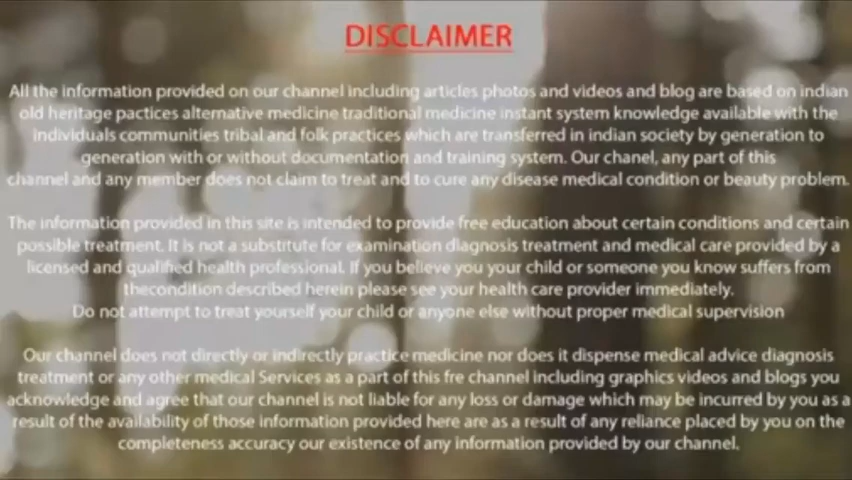 DISCLAIMER
All the information provided on our channel including articles photos and videos and blog are based on indian
old heritage pactices alternative medicine traditional medicine instant system knowledge available with the
individuals communities tribal and folk practices which are transferred in indian society by generation to
generation with or without documentation and training system. Our chanel, any part of this
channel and any member does not claim to treat and to cure any disease medical condition or beauty problem.
The information provided in this site is intended to provide free education about certain conditions and certain
possible treatment. It is not a substitute for examination diagnosis treatment and medical care provided by a
licensed and qualified health professional. If you believe you your child or someone you know suffers from
thecondition described herein please see your health care provider immediately.
Do not attempt to treat yourself your child or anyone else without proper medical supervision
Our channel does not directly or indirectly practice medicine nor does it dispense medical advice diagnosis
treatment or any other medical Services as a part of this fre channel including graphics videos and blogs you
acknowledge and agree that our channel is not liable for any loss or damage which may be incurred by you as a
result of the availability of those information provided here are as a result of any reliance placed by you on the
completeness accuracy our existence of any information provided by our channel.